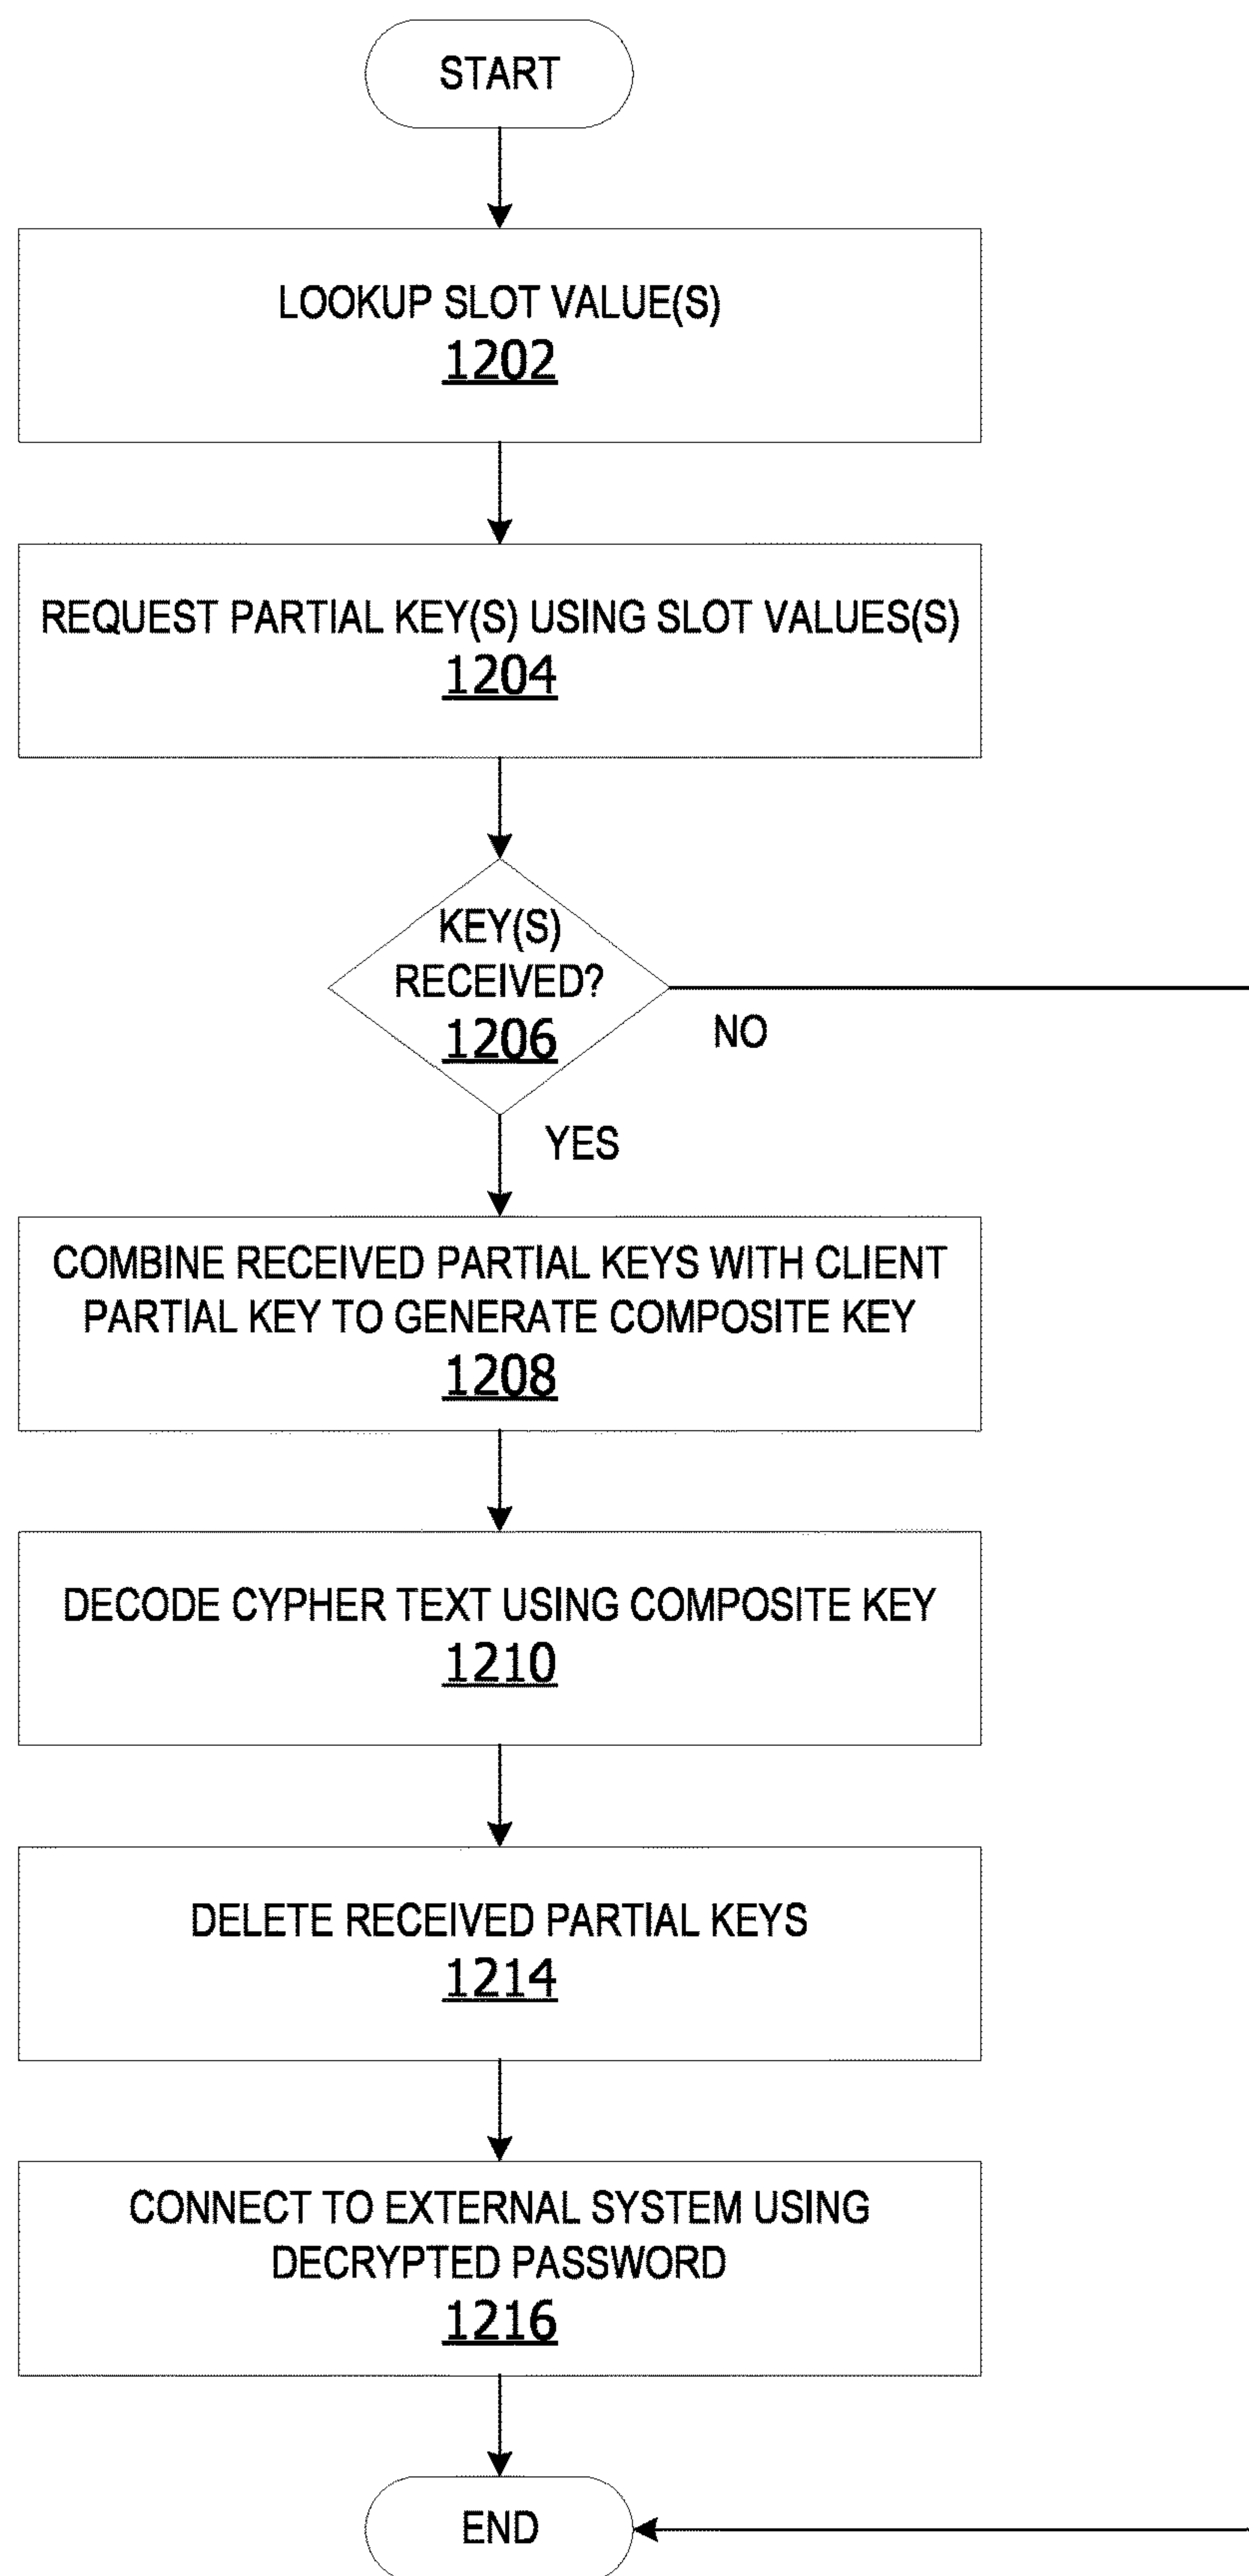 START
LOOKUP SLOT VALUE(S)
1202
REQUEST PARTIAL KEY(S) USING SLOT VALUES(S)
1204
KEY(S)
RECEIVED?
1206
NO
YES
COMBINE RECEIVED PARTIAL KEYS WITH CLIENT
PARTIAL KEY TO GENERATE COMPOSITE KEY
1208
DECODE CYPHER TEXT USING COMPOSITE KEY
1210
DELETE RECEIVED PARTIAL KEYS
1214
CONNECT TO EXTERNAL SYSTEM USING
DECRYPTED PASSWORD
1216
END